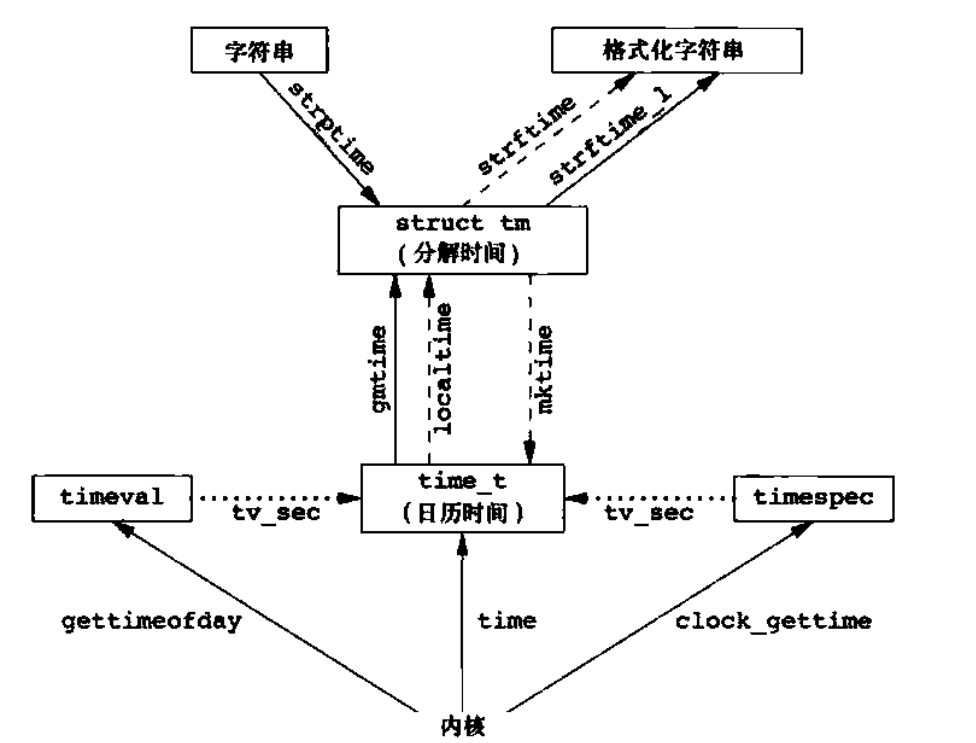 字符串
格式化字符串
strptime
strftime
strftime_l
struct tm
(分解时间)
gmtime
localtime
mktime
timeval
tv_sec
time_t
(日历时间)
tv_sec
timespec
gettimeofday
time
clock_gettime
内核